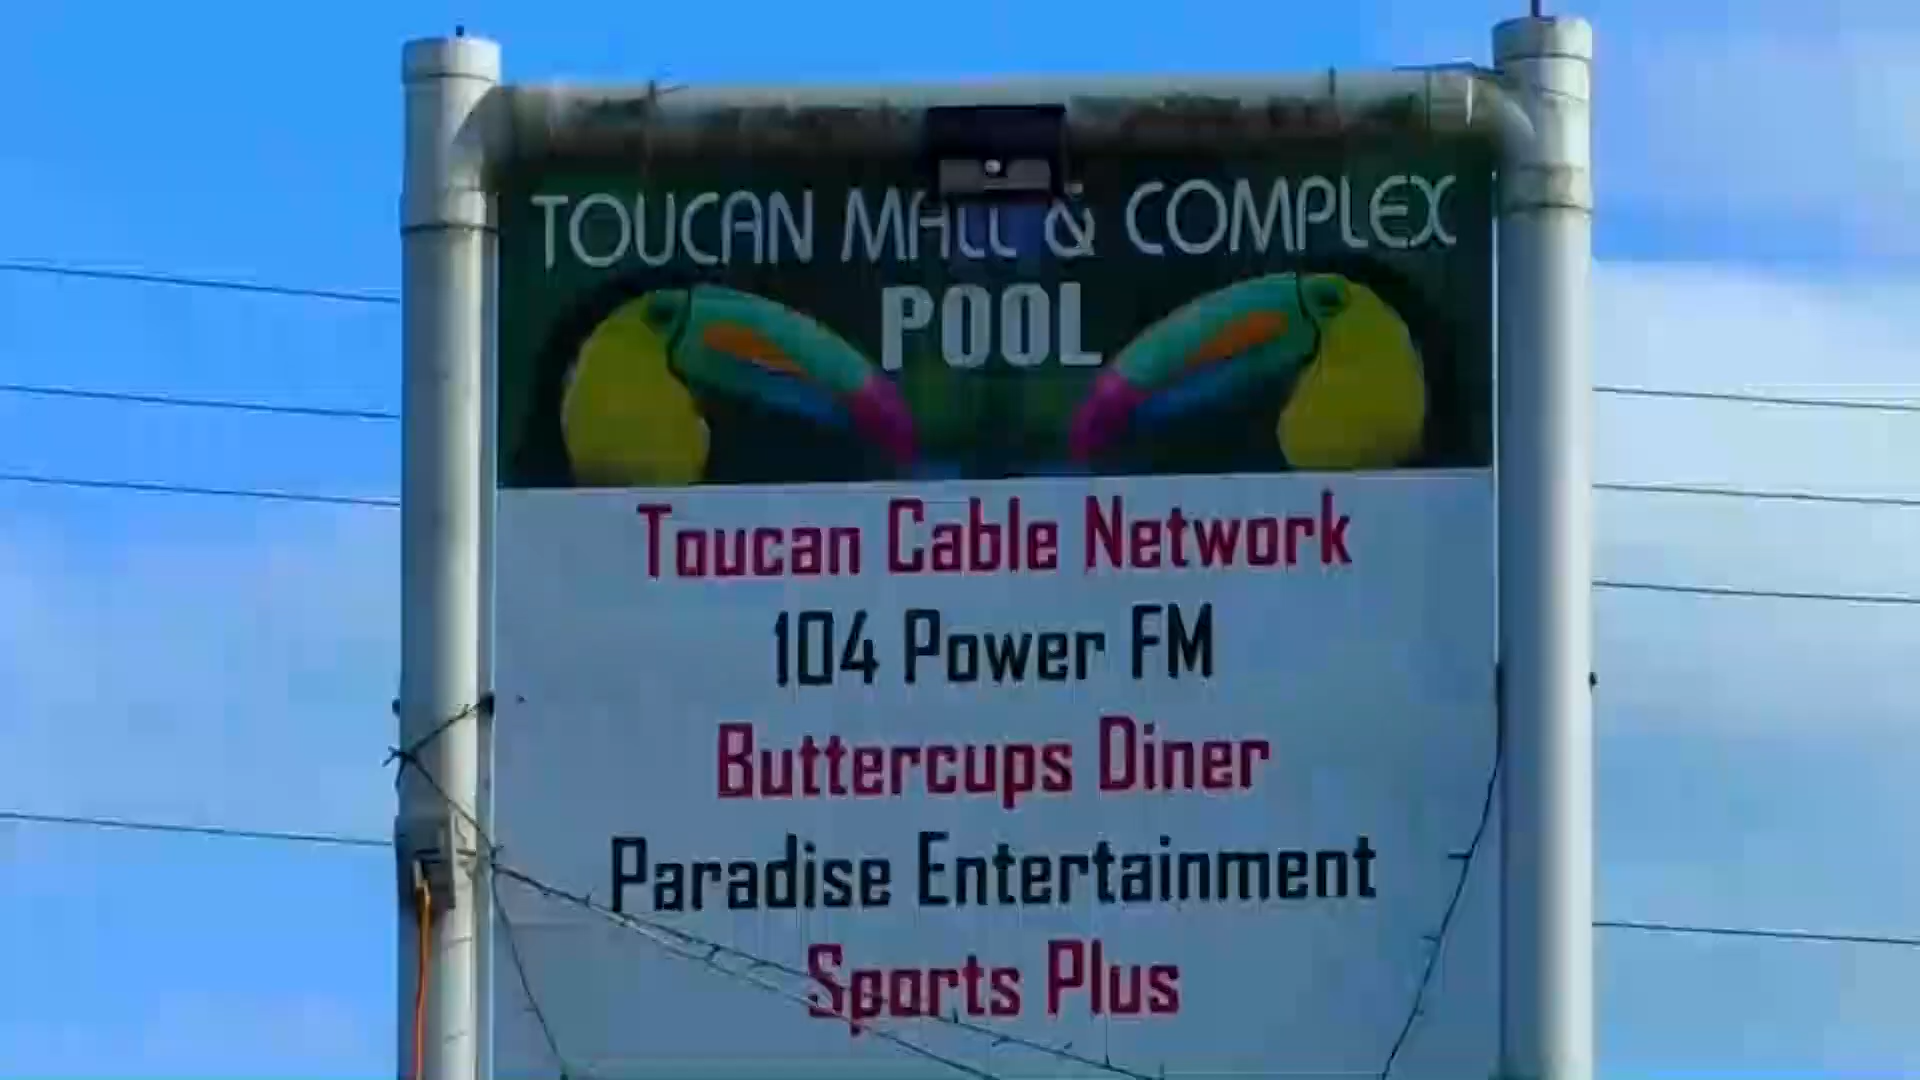 TOUCAN MALL & COMPLEX
POOL
Toucan Cable Network
104 Power FM
Buttercups Diner
Paradise Entertainment
Sports Plus